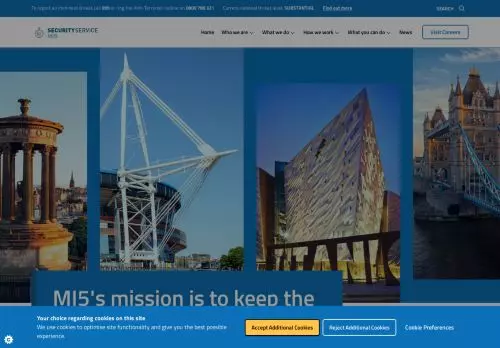 To report an imminent threat call 999 or ring the Anti-Terrorist Hotline on 0800 789 321
Current national threat level: SUBSTANTIAL
Find out more
SEARCH
SECURITY SERVICE
MI5
Home
Who we are
What we do
How we work
What you can do
News
Visit Careers
MI5's mission is to keep the
Your choice regarding cookies on this site
We use cookies to optimise site functionality and give you the best possible
experience.
Accept Additional Cookies
Reject Additional Cookies
Cookie Preferences